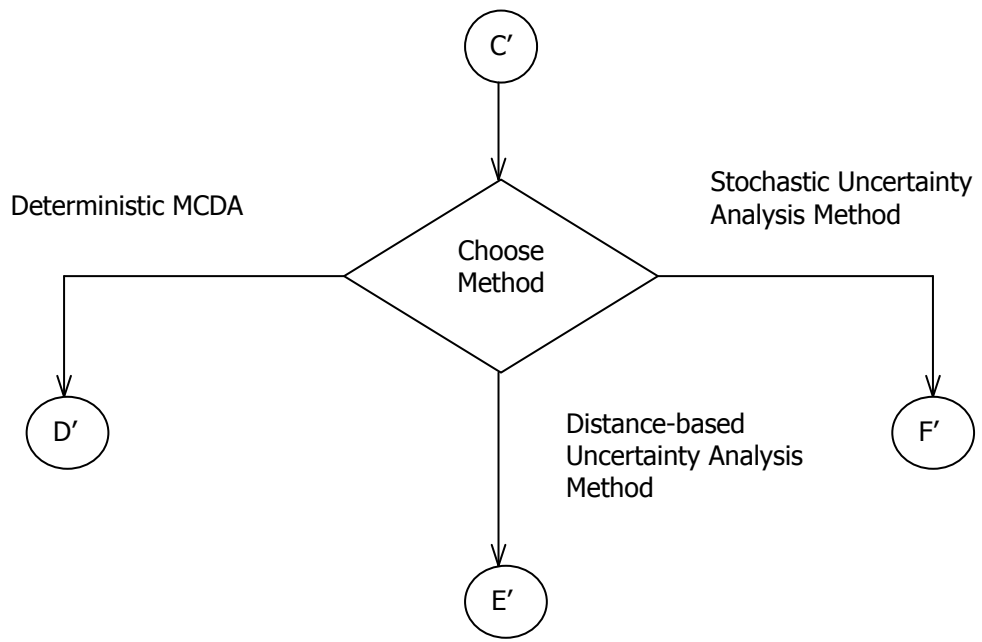 C′
Deterministic MCDA
Choose
Method
Stochastic Uncertainty
Analysis Method
D′
Distance-based
Uncertainty Analysis
Method
F′
E′